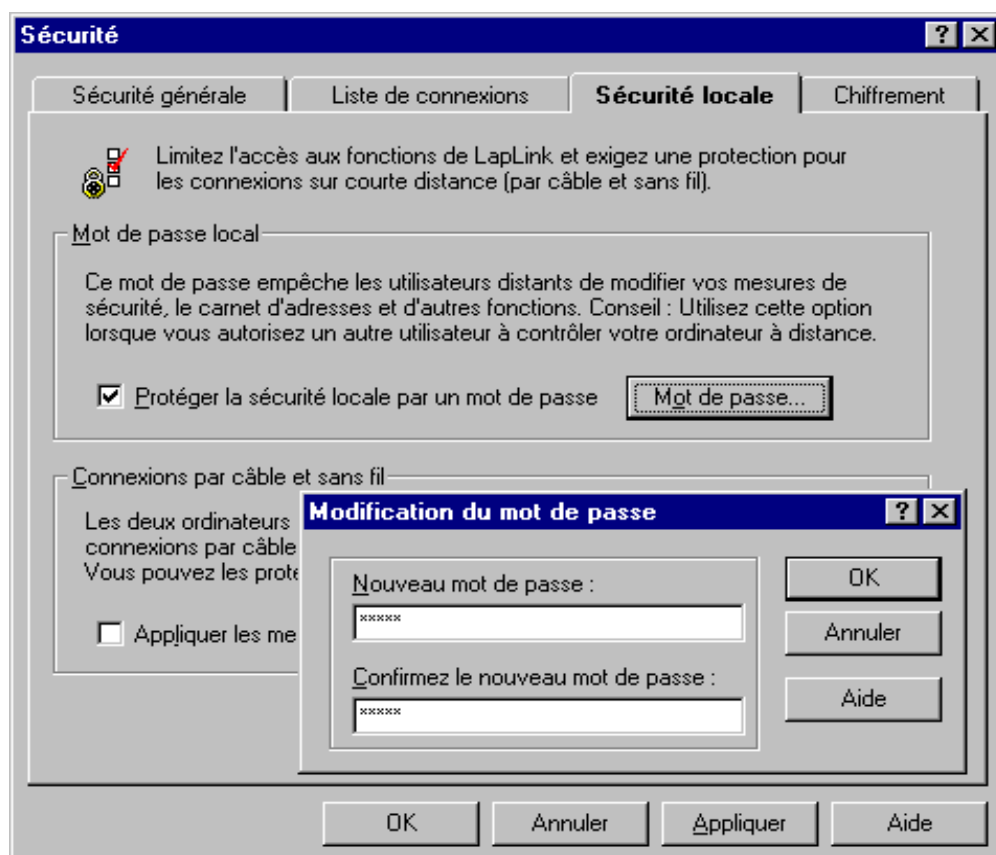 Sécurité
Sécurité générale
Liste de connexions
Sécurité locale
Chiffrement
Limitez l'accès aux fonctions de LapLink et exigez une protection pour
les connexions sur courte distance (par câble et sans fil).
Mot de passe local
Ce mot de passe empêche les utilisateurs distants de modifier vos mesures de
sécurité, le carnet d'adresses et d'autres fonctions. Conseil : Utilisez cette option
lorsque vous autorisez un autre utilisateur à contrôler votre ordinateur à distance.
Protéger la sécurité locale par un mot de passe
Mot de passe...
Connexions par câble et sans fil
Les deux ordinateurs
connexions par câble
Vous pouvez les proté
Appliquer les me
Modification du mot de passe
Nouveau mot de passe :
*****
Confirmez le nouveau mot de passe :
*****
OK
Annuler
Aide
OK
Annuler
Appliquer
Aide